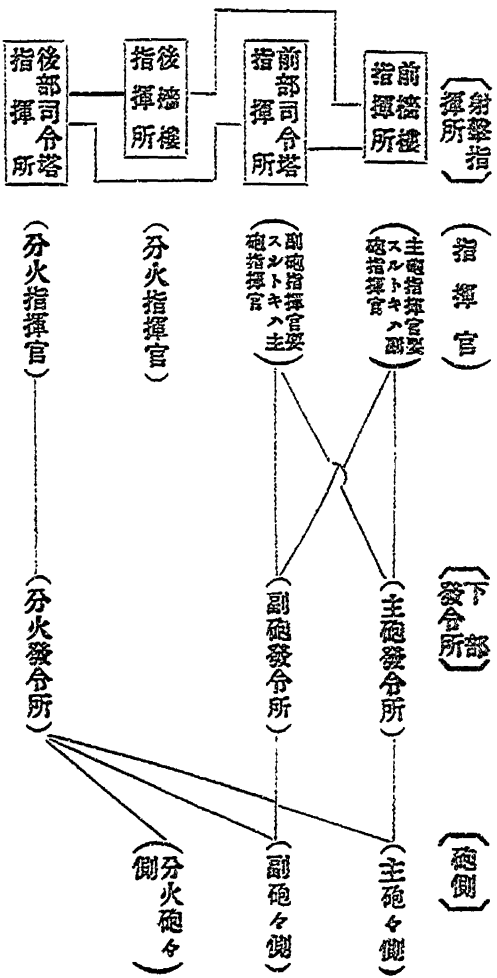 〔射擊指
揮所〕
（指揮官）
〔下部
發令所〕
〔砲側〕
前檣樓
指揮所
（主砲指揮官要
スルトキハ副
砲指揮官）
（主砲發令所）
（主砲々側）
前部司令塔
指揮所
（副砲指揮官要
スルトキハ主
砲指揮官）
（副砲發令所）
（副砲々側）
後檣樓
指揮所
（分火指揮官）
（分火砲々
側）
後部司令塔
指揮所
（分火指揮官）
（分火發令所）